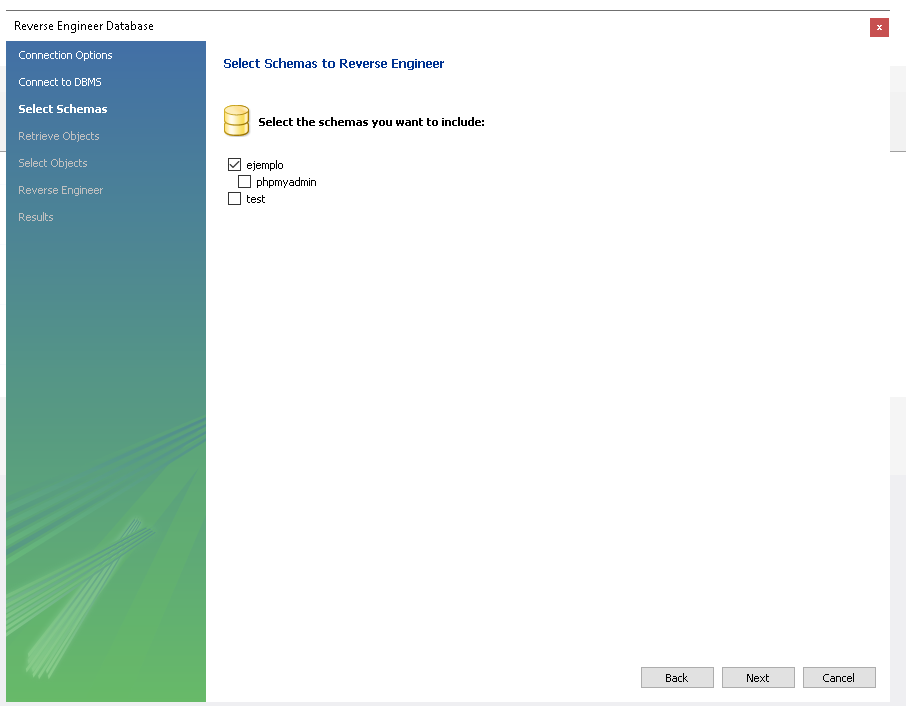 Reverse Engineer Database
x
Connection Options
Connect to DBMS
Select Schemas
Retrieve Objects
Select Objects
Reverse Engineer
Results
Select Schemas to Reverse Engineer
Select the schemas you want to include:
ejemplo
phpmyadmin
test
Back
Next
Cancel